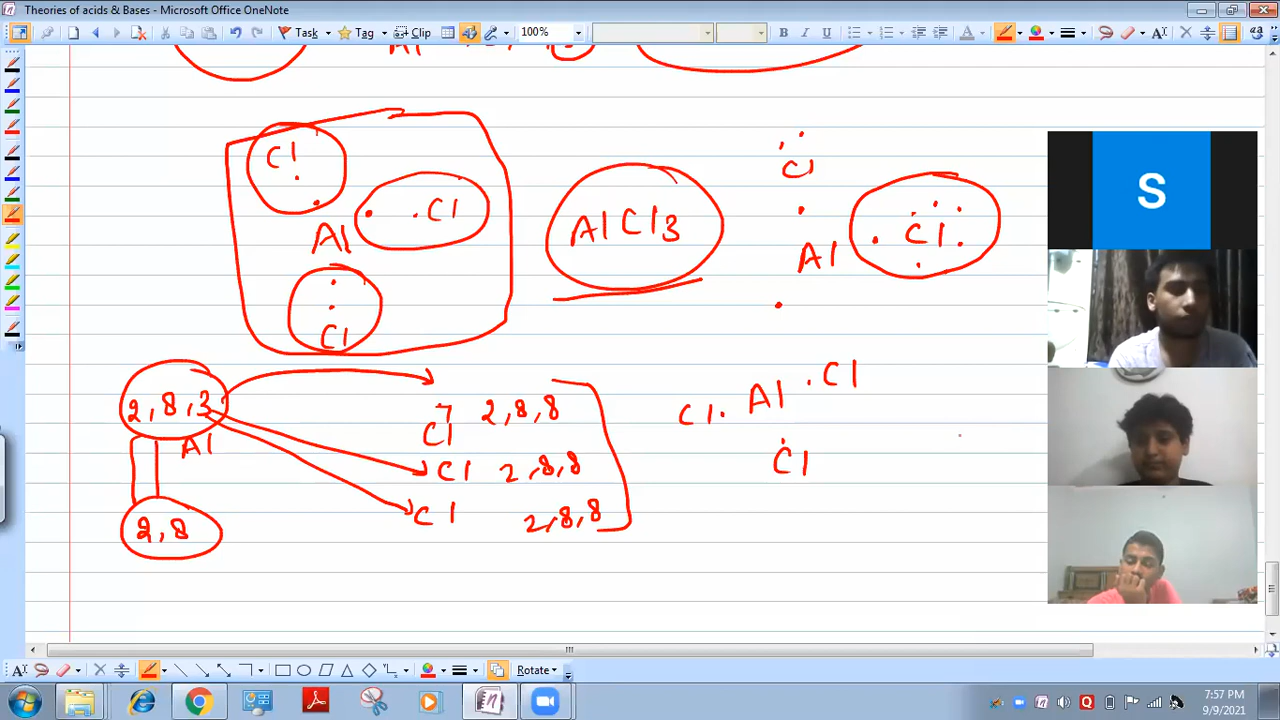 Theories of acids & Bases - Microsoft Office OneNote
Task
Tag
Clip
100%
B I U
Al
Cl
Cl
Al
Cl
AlCl3
Cl
Al
Cl
2,8,3
Al
2,8
Cl 2,8,8
Cl 2,8,8
Cl 2,8,8
Cl Al Cl
Cl
S
Rotate
7:57 PM
9/9/2021